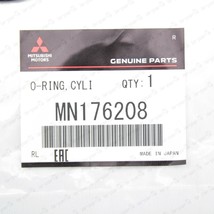 MITSUBISHI
MOTORS
GENUINE PARTS
O-RING,CYLI QTY:1
MN176208
RL EAC MADE IN JAPAN